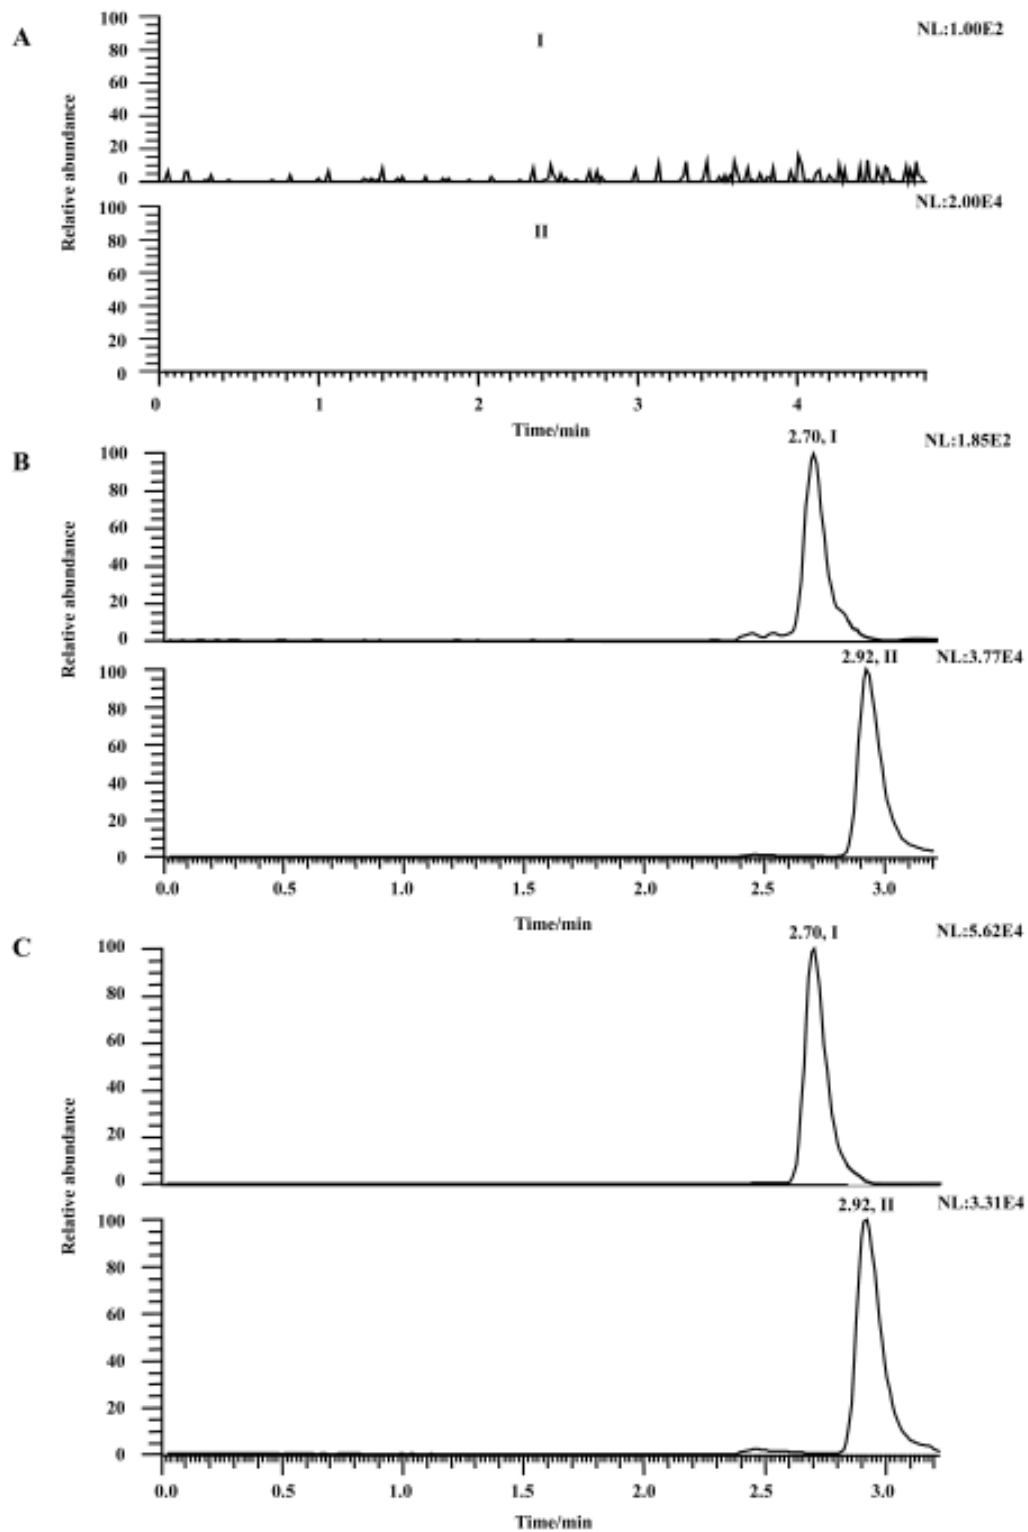 A
I
NL:1.00E2
100
80
60
40
20
0
Relative abundance
NL:2.00E4
II
100
80
60
40
20
0
0 1 2 3 4
Time/min
B
2.70, I
NL:1.85E2
100
80
60
40
20
0
Relative abundance
2.92, II
NL:3.77E4
100
80
60
40
20
0
0.0 0.5 1.0 1.5 2.0 2.5 3.0
Time/min
C
2.70, I
NL:5.62E4
100
80
60
40
20
0
Relative abundance
2.92, II
NL:3.31E4
100
80
60
40
20
0
0.0 0.5 1.0 1.5 2.0 2.5 3.0
Time/min